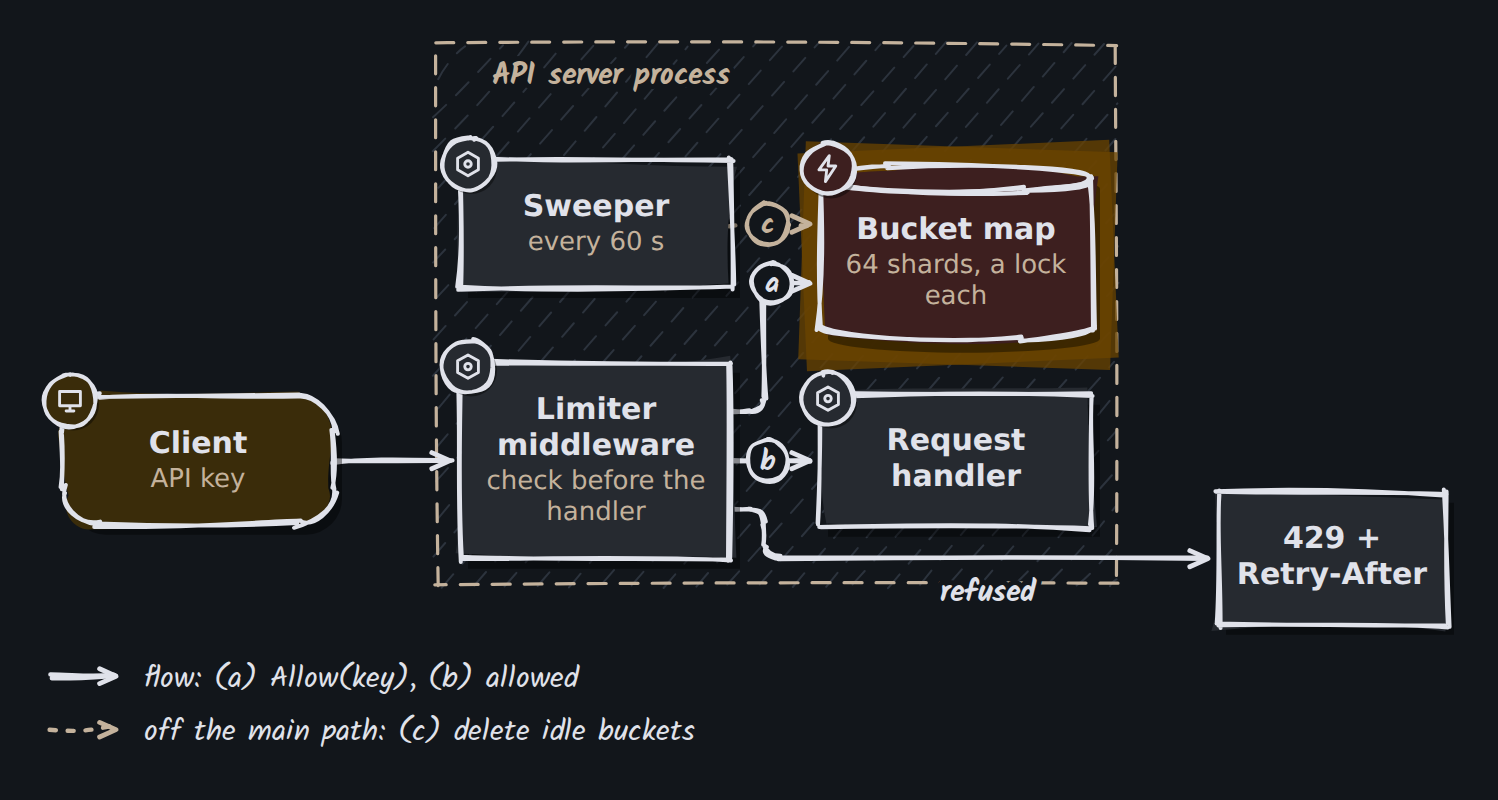 API server process
Sweeper
every 60 s
c
Bucket map
64 shards, a lock
each
a
Client
API key
Limiter
middleware
check before the
handler
b
Request
handler
429 +
Retry-After
refused
flow: (a) Allow(key), (b) allowed
off the main path: (c) delete idle buckets